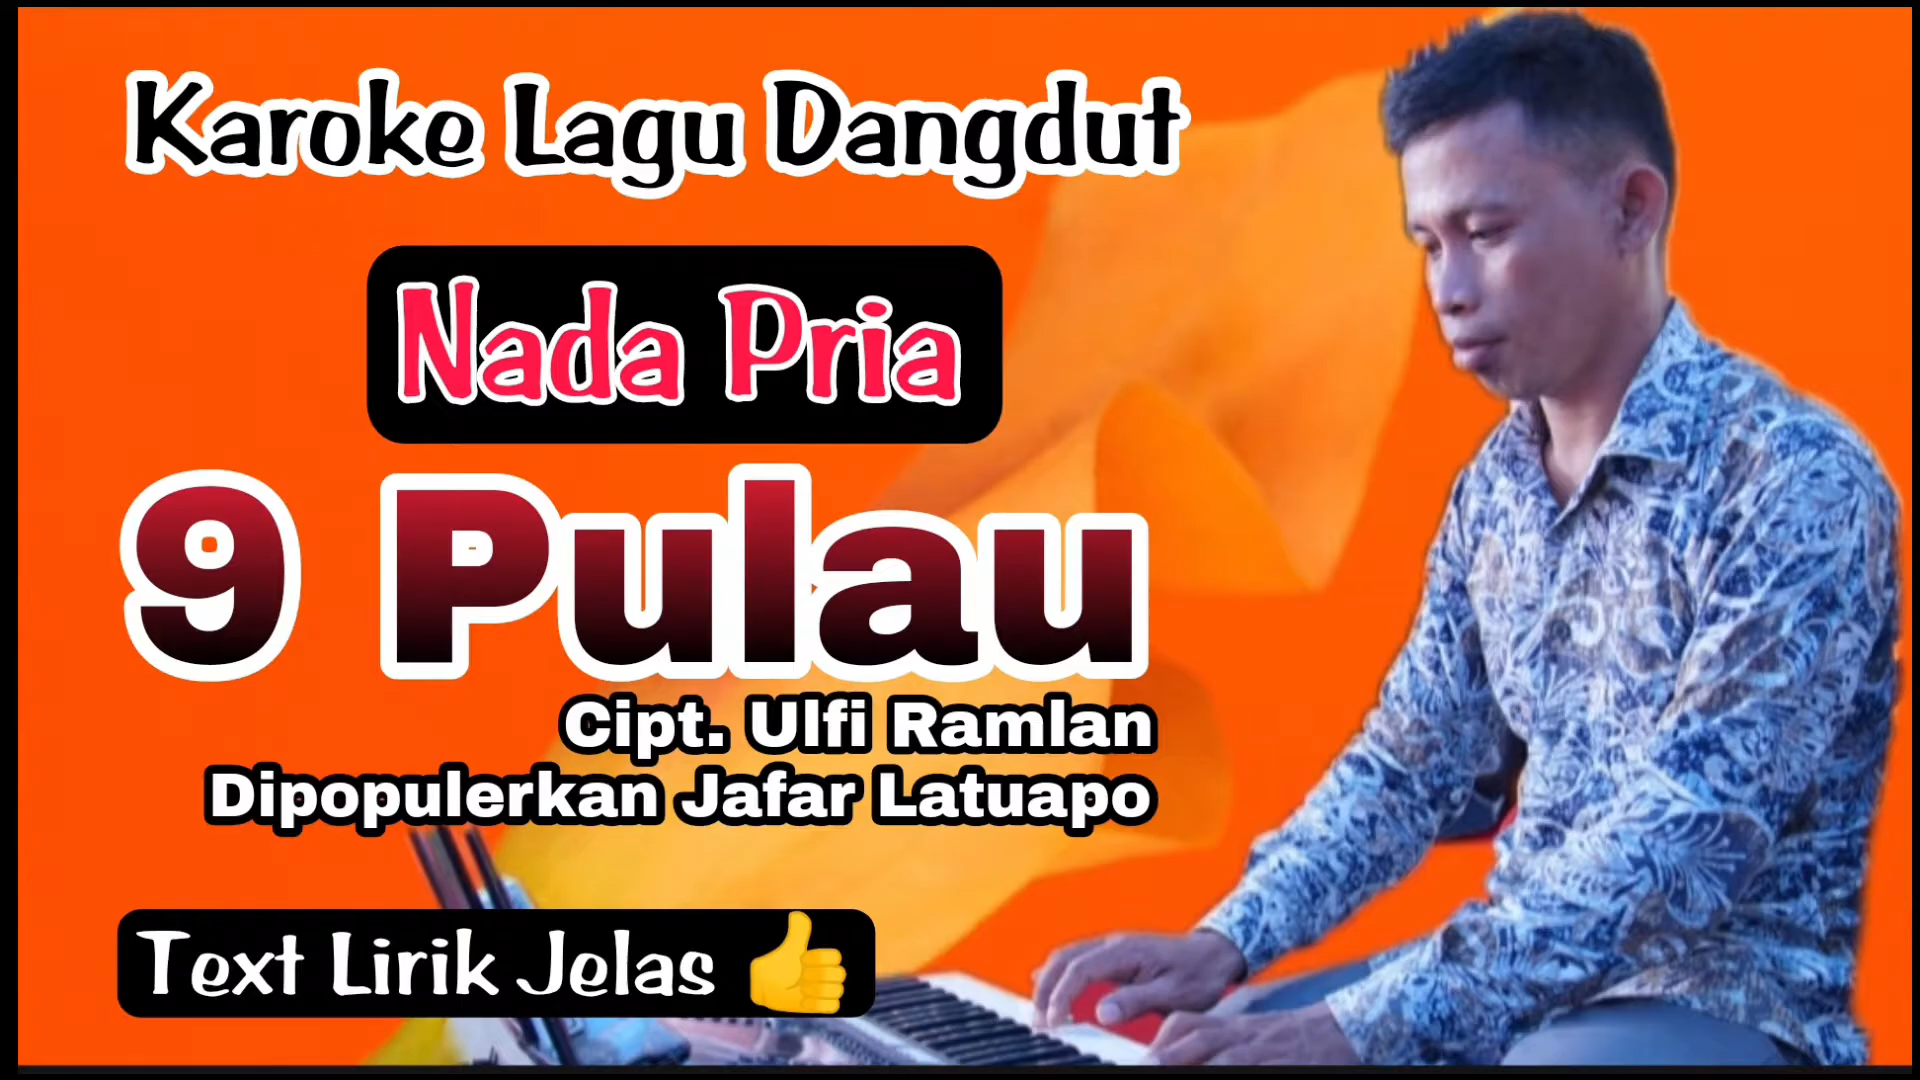 Karoke Lagu Dangdut
Nada Pria
9 Pulau
Cipt. Ulfi Ramlan
Dipopulerkan Jafar Latuapo
Text Lirik Jelas 👍